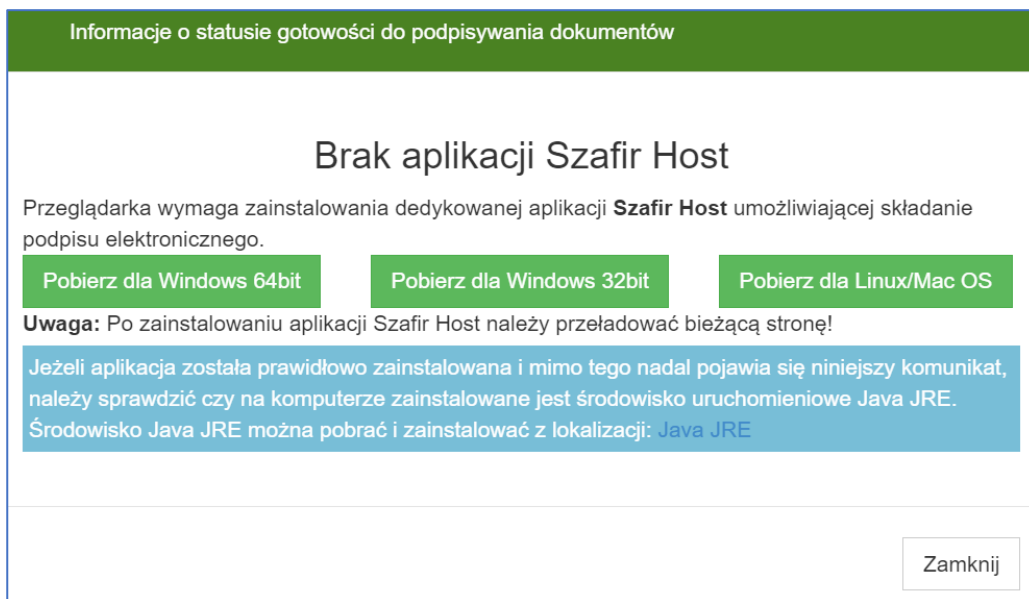 Informacje o statusie gotowości do podpisywania dokumentów
Brak aplikacji Szafir Host
Przeglądarka wymaga zainstalowania dedykowanej aplikacji Szafir Host umożliwiającej składanie
podpisu elektronicznego.
Pobierz dla Windows 64bit Pobierz dla Windows 32bit Pobierz dla Linux/Mac OS
Uwaga: Po zainstalowaniu aplikacji Szafir Host należy przeładować bieżącą stronę!
Jeżeli aplikacja została prawidłowo zainstalowana i mimo tego nadal pojawia się niniejszy komunikat,
należy sprawdzić czy na komputerze zainstalowane jest środowisko uruchomieniowe Java JRE.
Środowisko Java JRE można pobrać i zainstalować z lokalizacji: Java JRE
Zamknij